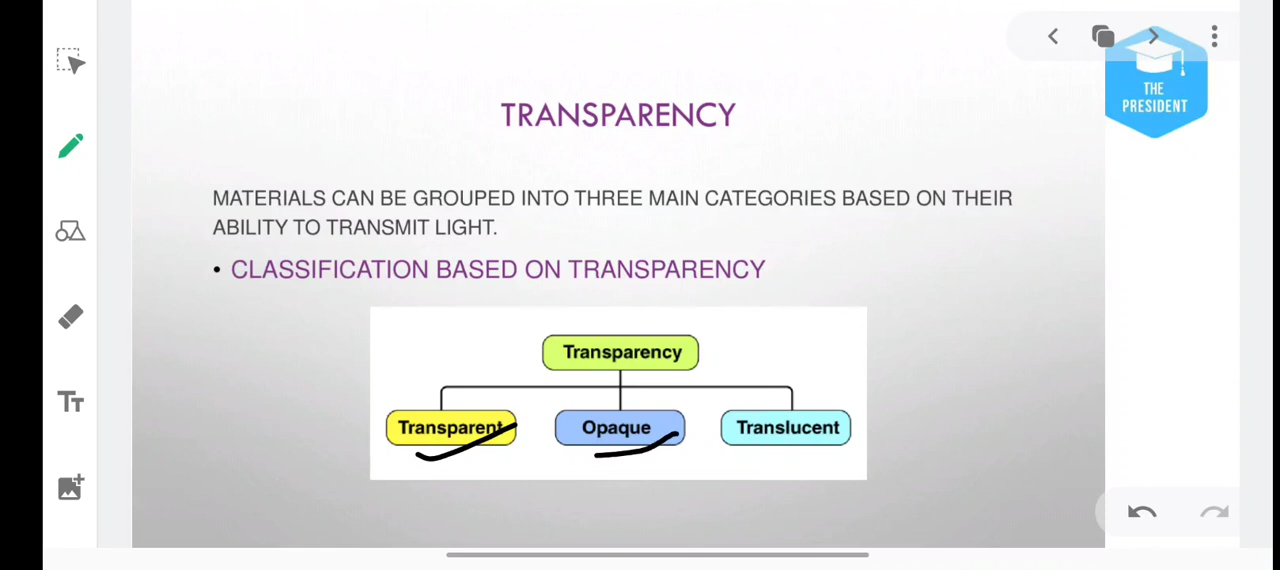 TRANSPARENCY
THE
PRESIDENT
MATERIALS CAN BE GROUPED INTO THREE MAIN CATEGORIES BASED ON THEIR
ABILITY TO TRANSMIT LIGHT.
• CLASSIFICATION BASED ON TRANSPARENCY
Transparency
Transparent
Opaque
Translucent
TT